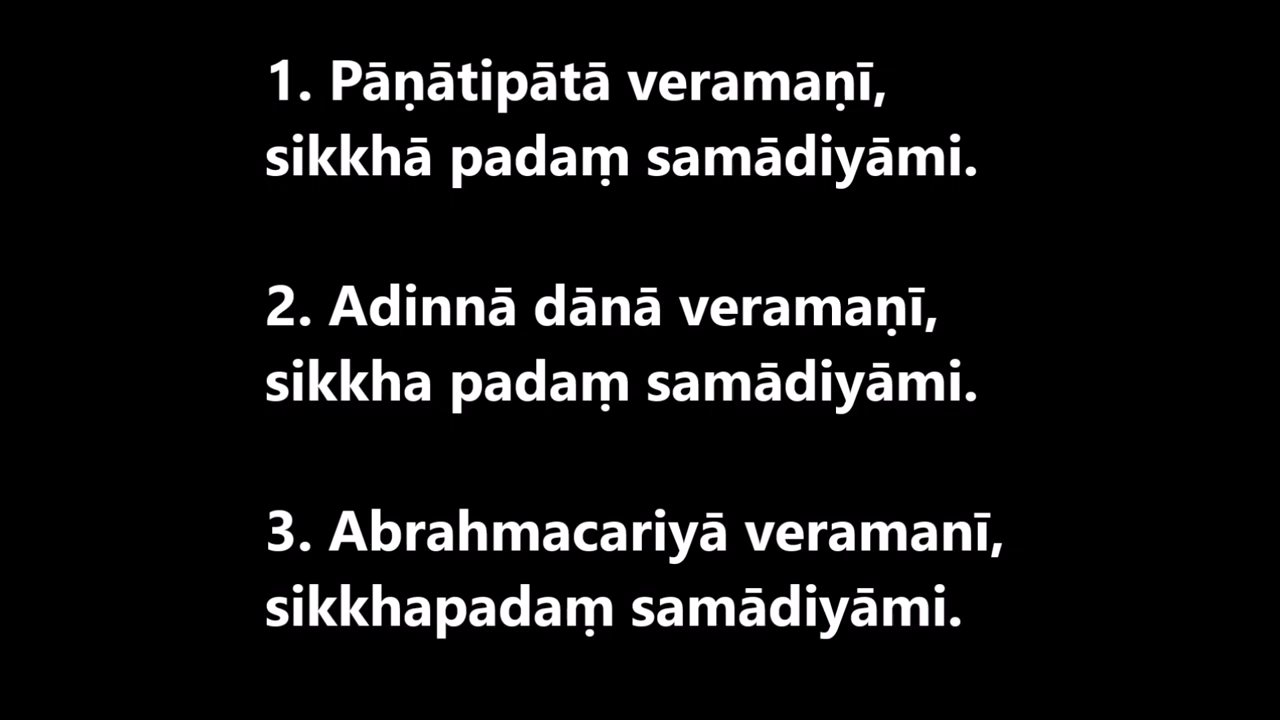 1. Pāṇātipātā veramaṇī,
sikkhā padaṃ samādiyāmi.
2. Adinnā dānā veramaṇī,
sikkha padaṃ samādiyāmi.
3. Abrahmacariyā veramanī,
sikkhapadaṃ samādiyāmi.